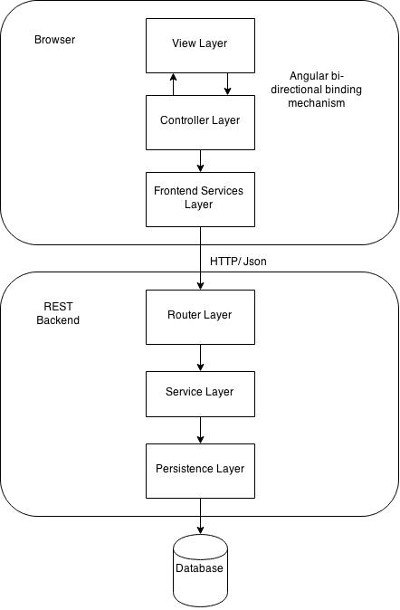 Browser
View Layer
Angular bi-
directional binding
mechanism
Controller Layer
Frontend Services
Layer
HTTP/ Json
REST
Backend
Router Layer
Service Layer
Persistence Layer
Database